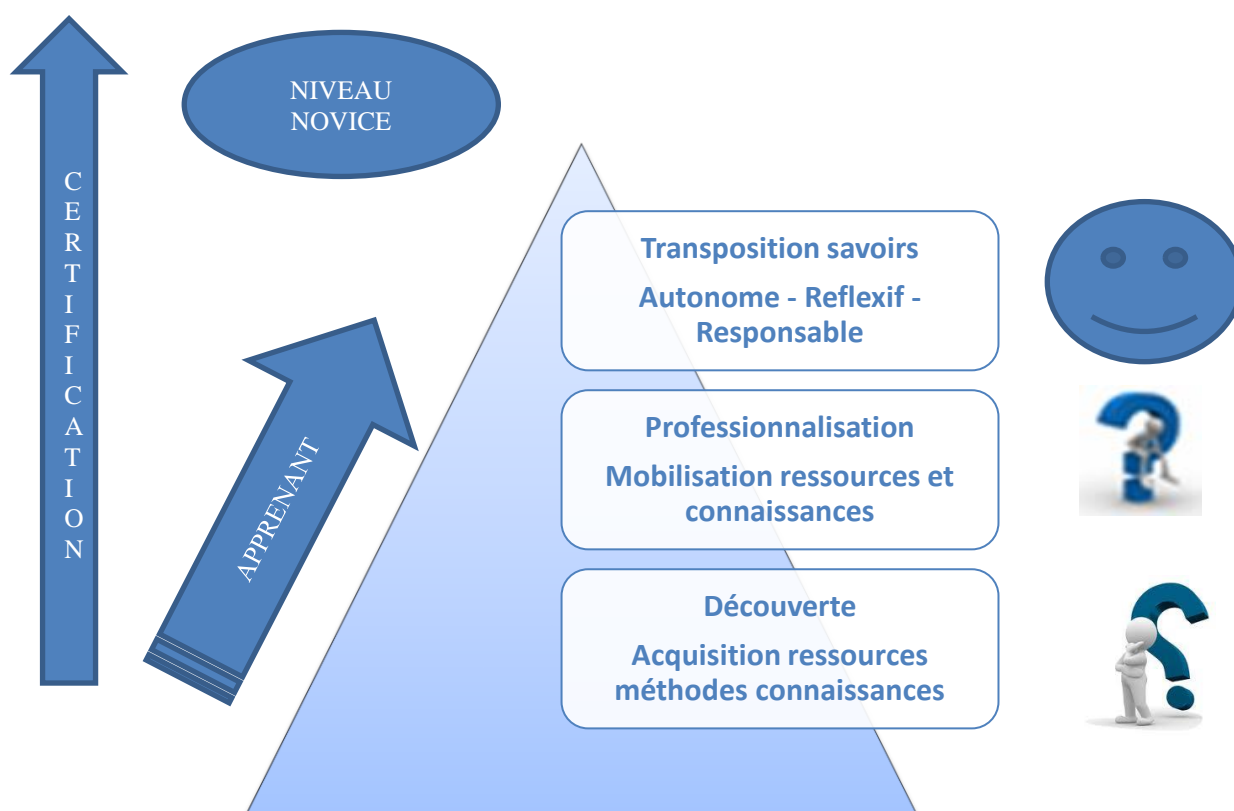 NIVEAU
NOVICE
CERTIFICATION
APPRENANT
Transposition savoirs
Autonome - Reflexif -
Responsable
Professionnalisation
Mobilisation ressources et
connaissances
Découverte
Acquisition ressources
méthodes connaissances